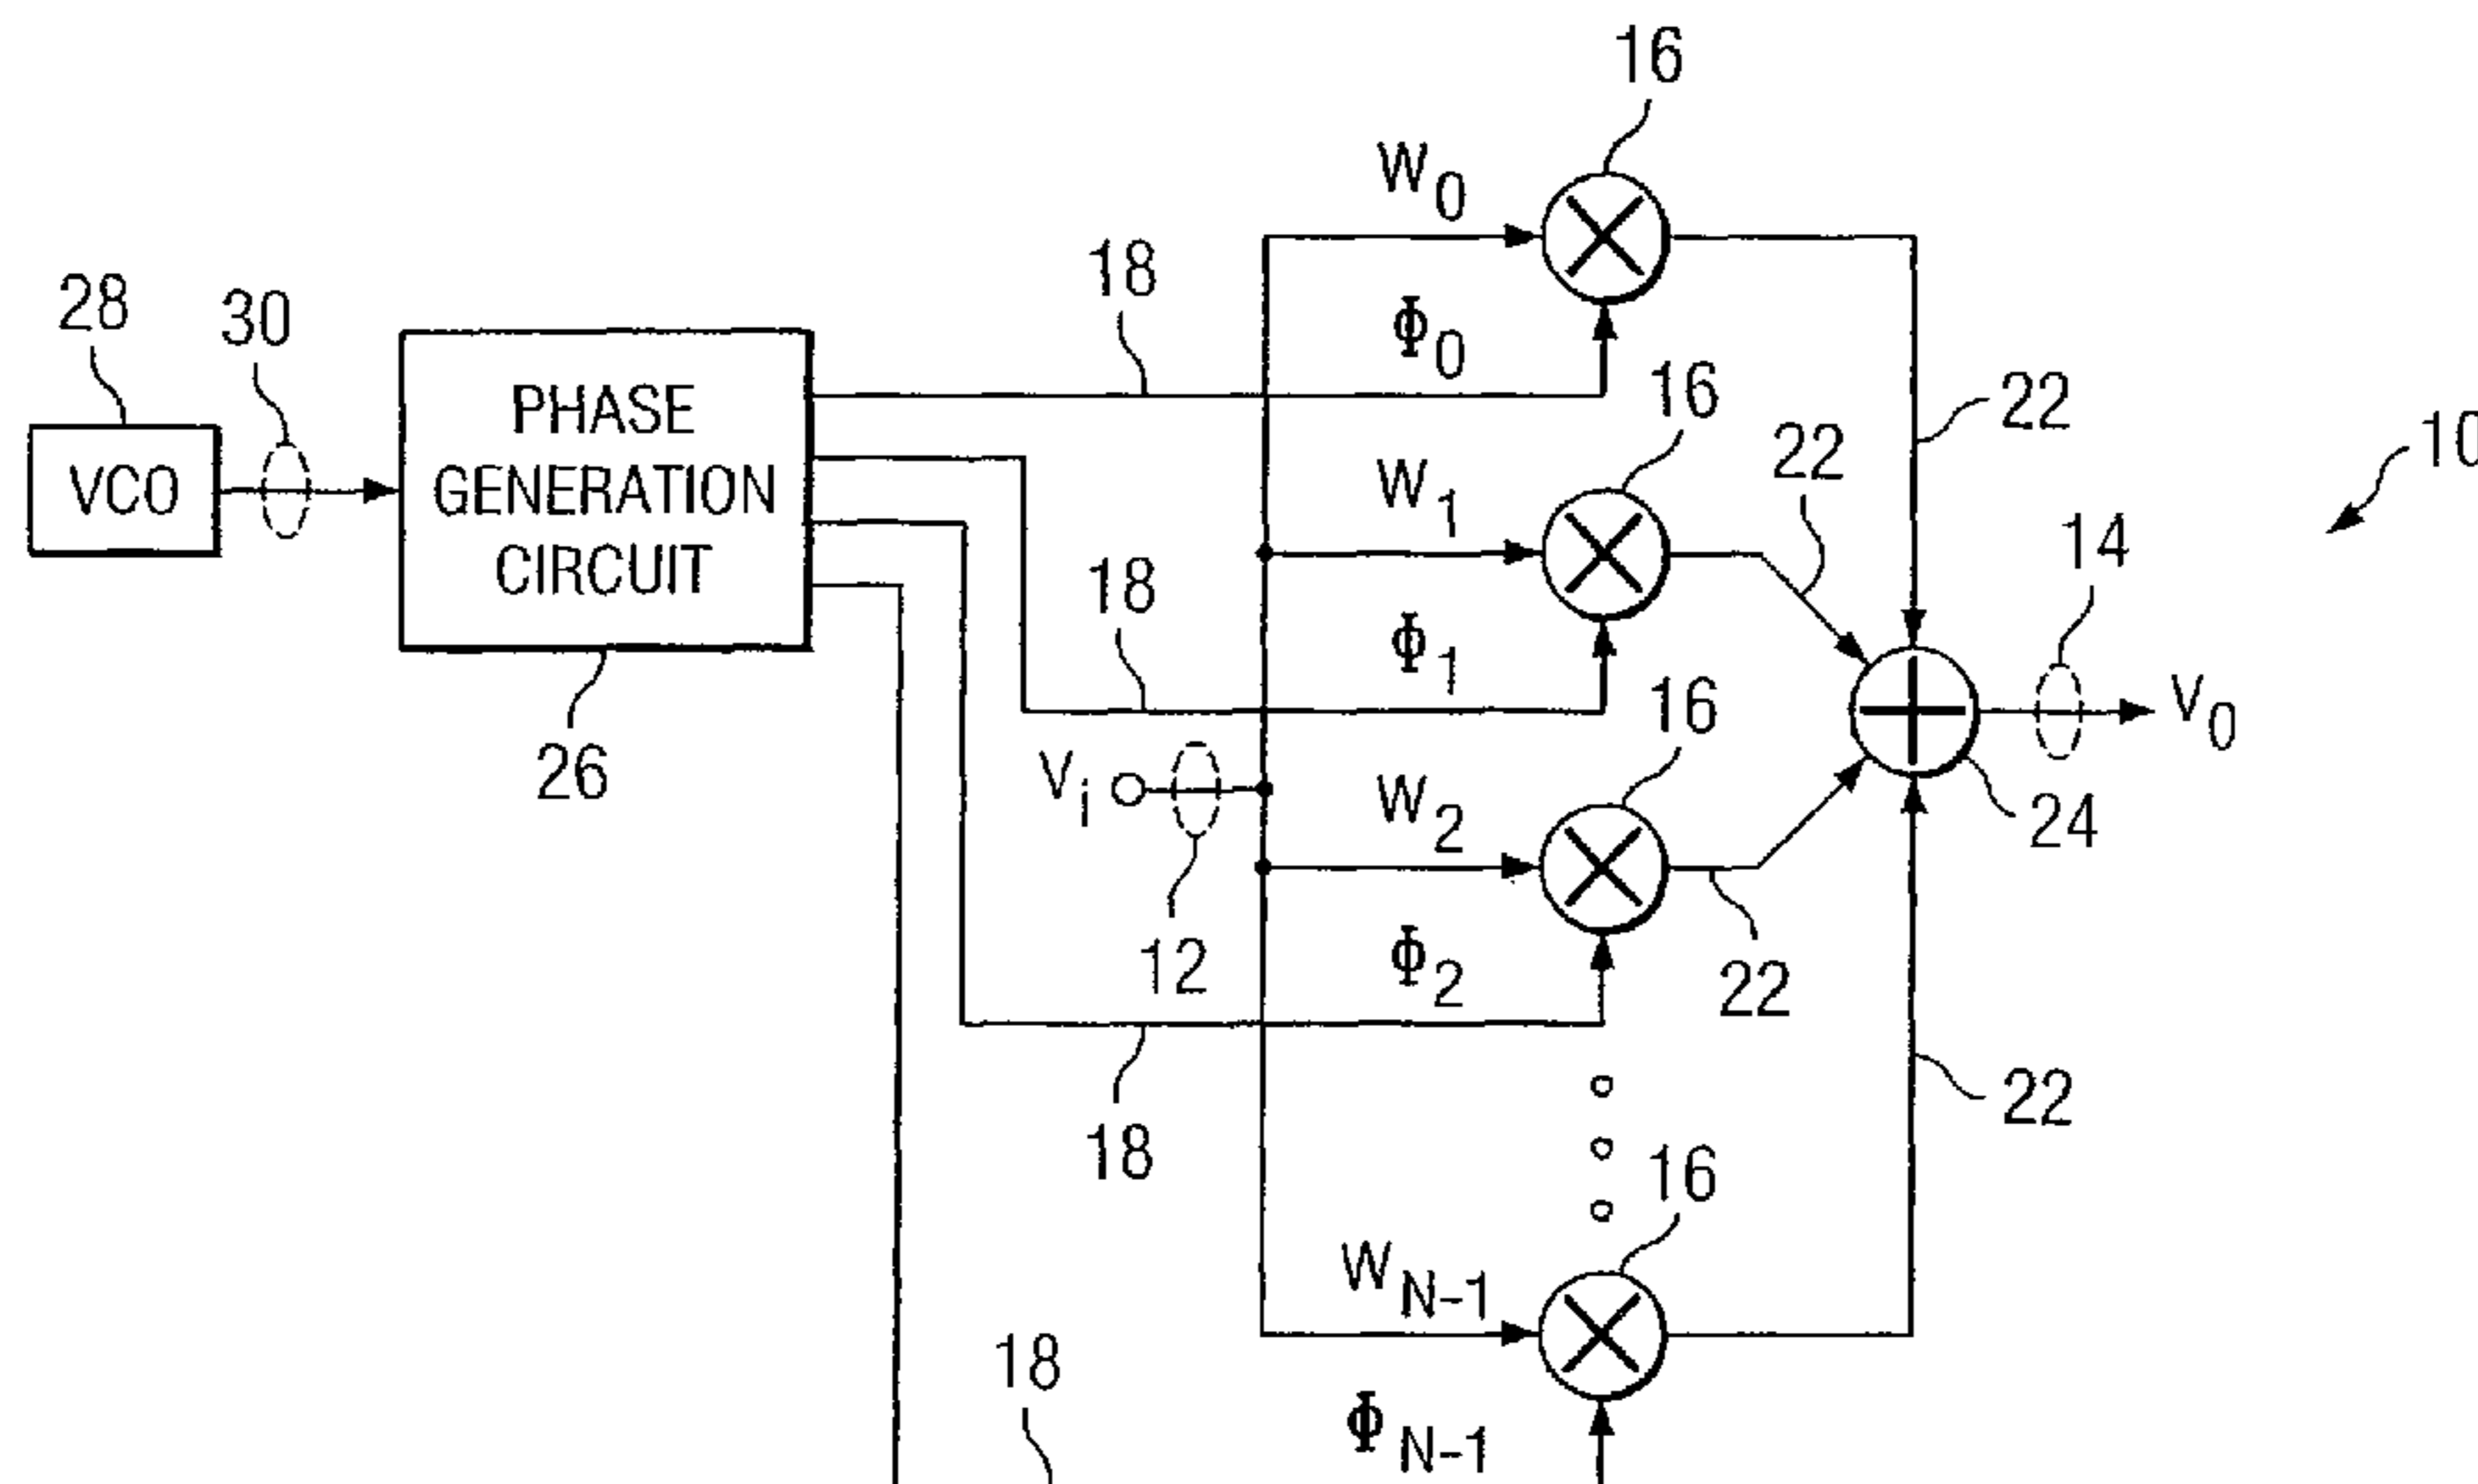 16
W0
28
30
18
Φ0
PHASE
GENERATION
CIRCUIT
VCO
16
22
22
10
W1
18
Φ1
14
26
Vi
16
W2
V0
24
12
Φ2
22
18
22
16
WN-1
18
ΦN-1